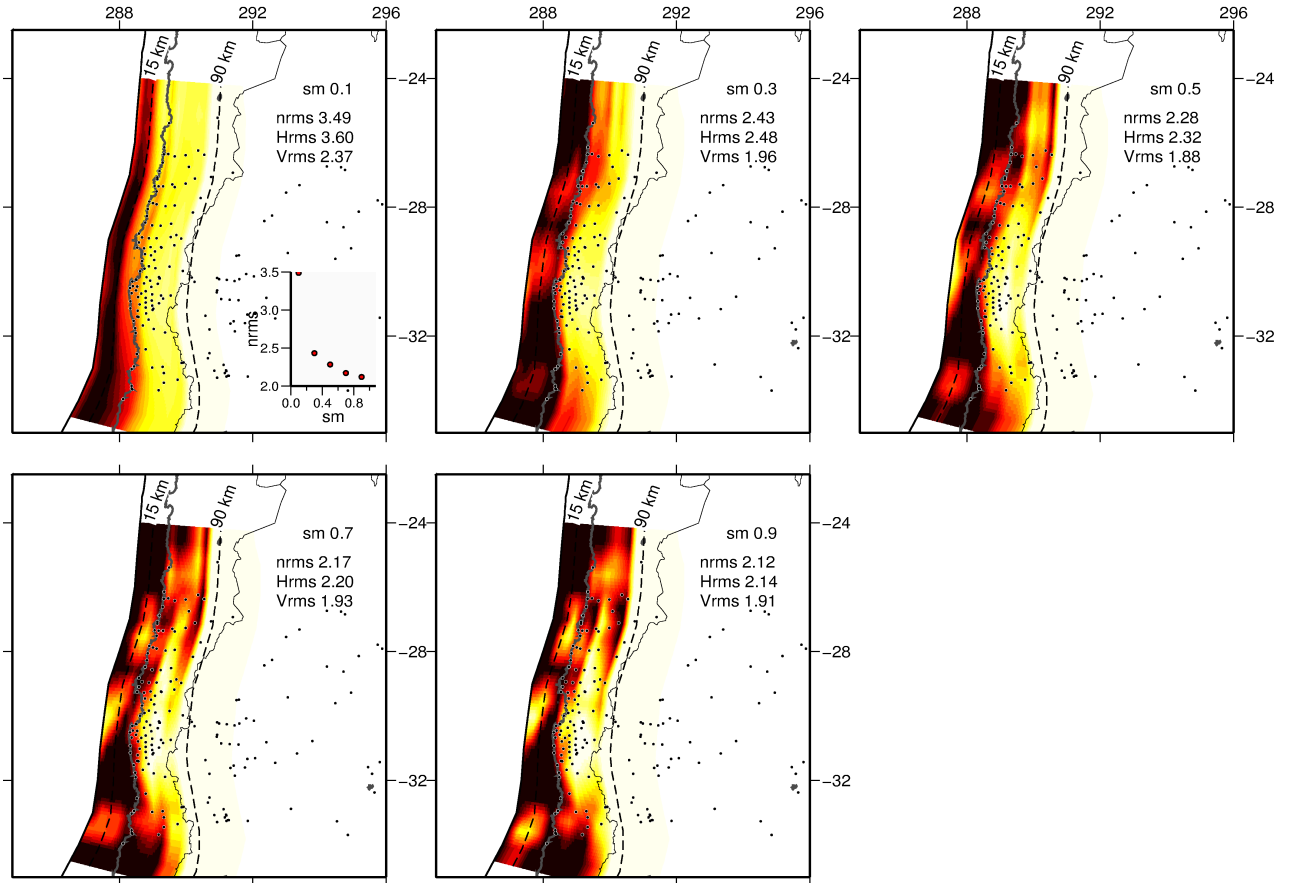 288 292 296
288 292 296
288 292 296
15 km
90 km
−24
sm 0.1
nrms 3.49
Hrms 3.60
Vrms 2.37
−28
3.5
3.0
2.5
2.0
nrms
0.0 0.4 0.8
sm
−32
15 km
90 km
−24
sm 0.3
nrms 2.43
Hrms 2.48
Vrms 1.96
−28
−32
15 km
90 km
−24
sm 0.5
nrms 2.28
Hrms 2.32
Vrms 1.88
−28
−32
15 km
90 km
−24
sm 0.7
nrms 2.17
Hrms 2.20
Vrms 1.93
−28
−32
15 km
90 km
−24
sm 0.9
nrms 2.12
Hrms 2.14
Vrms 1.91
−28
−32